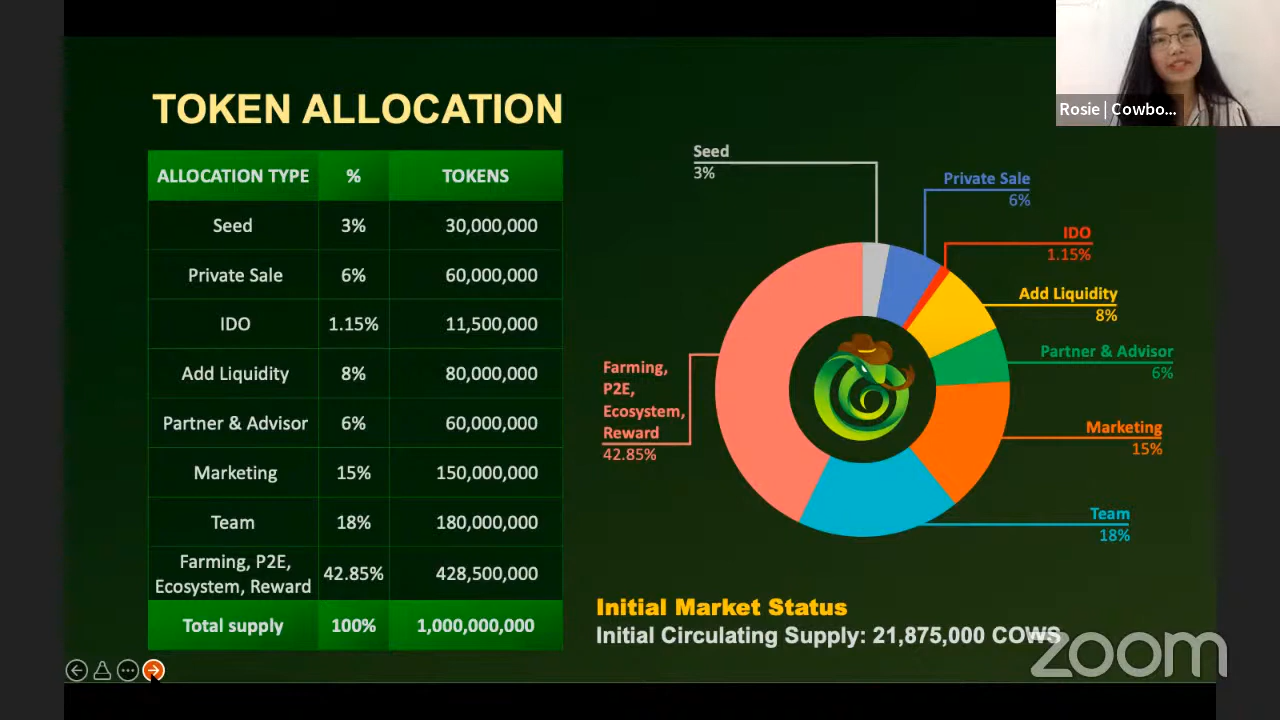 Rosie | Cowbo...
TOKEN ALLOCATION
ALLOCATION TYPE % TOKENS
Seed 3% 30,000,000
Private Sale 6% 60,000,000
IDO 1.15% 11,500,000
Add Liquidity 8% 80,000,000
Partner & Advisor 6% 60,000,000
Marketing 15% 150,000,000
Team 18% 180,000,000
Farming, P2E,
Ecosystem, Reward 42.85% 428,500,000
Total supply 100% 1,000,000,000
Seed
3%
Private Sale
6%
IDO
1.15%
Add Liquidity
8%
Partner & Advisor
6%
Marketing
15%
Team
18%
Farming,
P2E,
Ecosystem,
Reward
42.85%
Initial Market Status
Initial Circulating Supply: 21,875,000 COWS
zoom